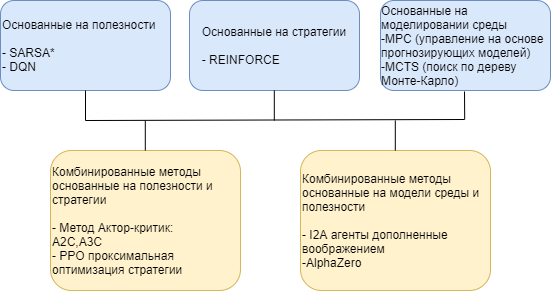 Основанные на полезности
- SARSA*
- DQN
Основанные на стратегии
- REINFORCE
Основанные на
моделировании среды
-MPC (управление на основе
прогнозирующих моделей)
-MCTS (поиск по дереву
Монте-Карло)
Комбинированные методы
основанные на полезности и
стратегии
- Метод Актор-критик:
A2C,A3C
- PPO проксимальная
оптимизация стратегии
Комбинированные методы
основанные на модели среды и
полезности
- I2A агенты дополненные
воображением
-AlphaZero